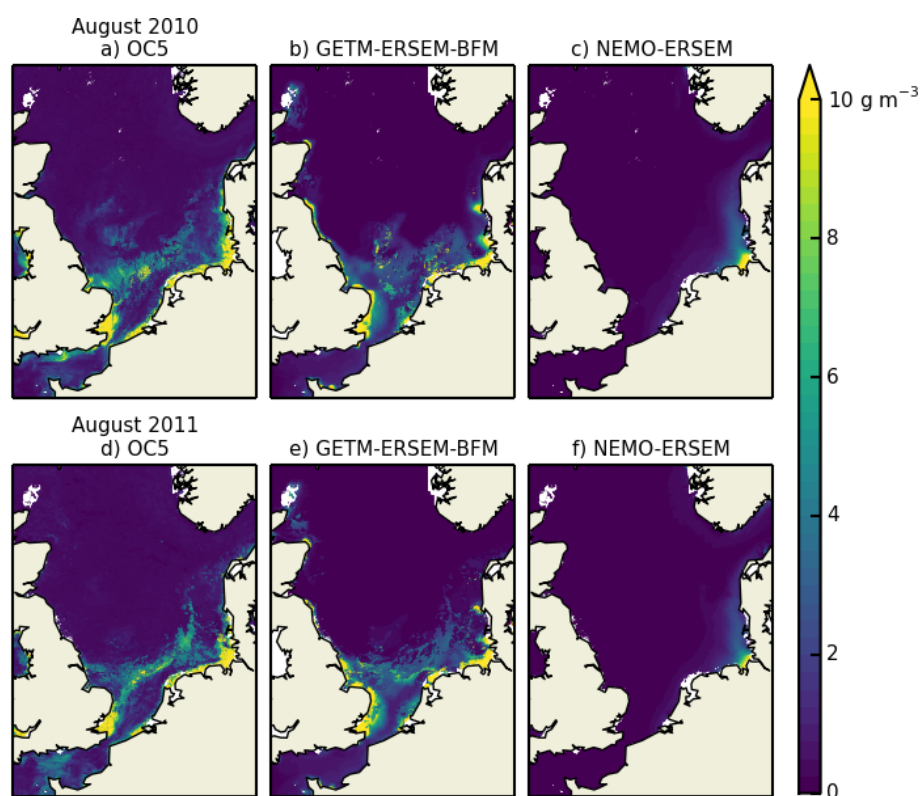 August 2010
a) OC5
b) GETM-ERSEM-BFM
c) NEMO-ERSEM
10 g m⁻³
8
6
4
2
0
August 2011
d) OC5
e) GETM-ERSEM-BFM
f) NEMO-ERSEM